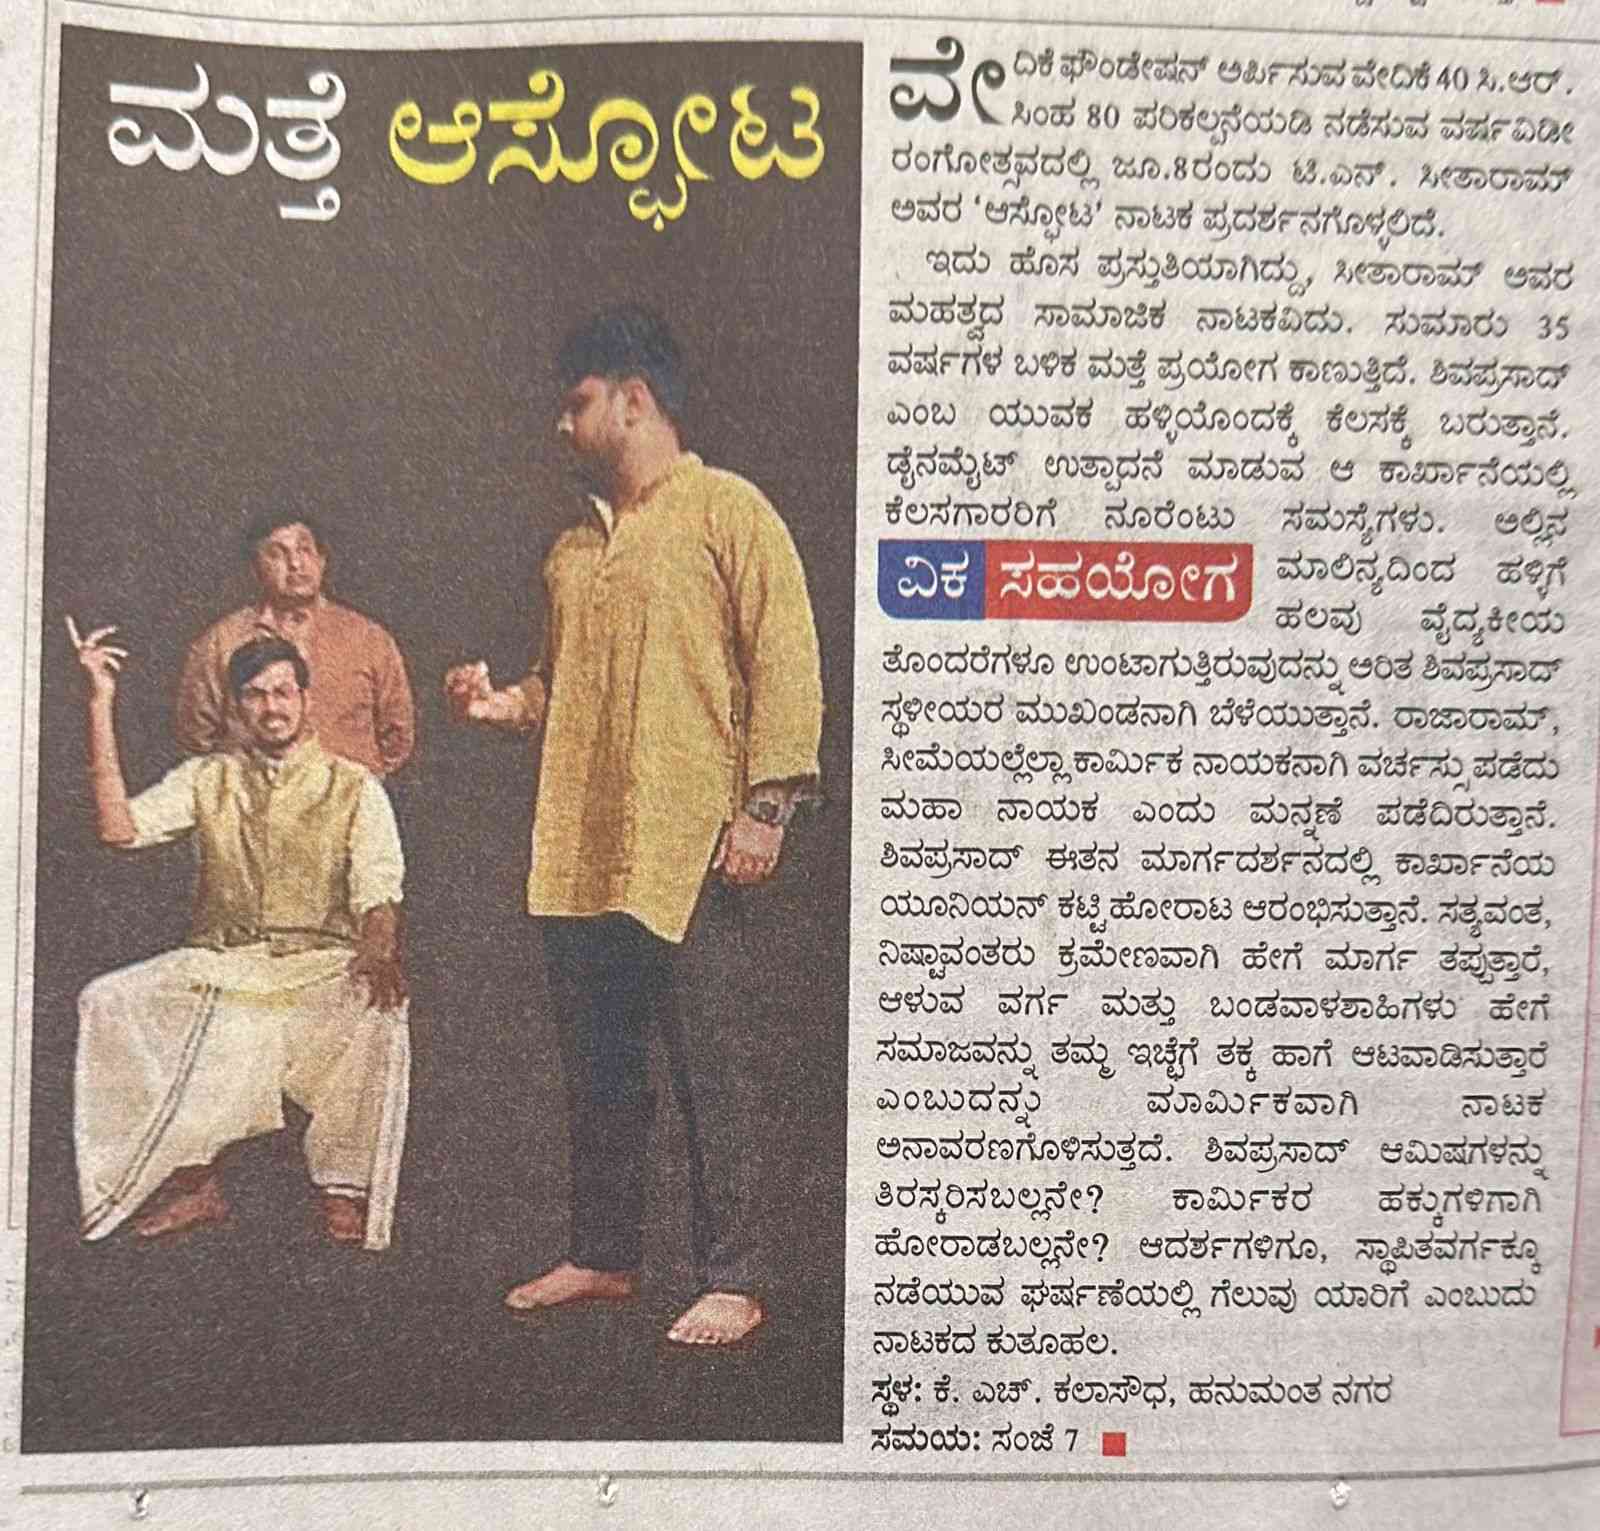 ಮತ್ತೆ ಆಸ್ಫೋಟ
ವೇದಿಕೆ ಫೌಂಡೇಷನ್ ಅರ್ಪಿಸುವ ವೇದಿಕೆ 40 ಸಿ.ಆರ್.
ಸಿಂಹ 80 ಪರಿಕಲ್ಪನೆಯಡಿ ನಡೆಸುವ ವರ್ಷವಿಡೀ
ರಂಗೋತ್ಸವದಲ್ಲಿ ಜೂ.8ರಂದು ಟಿ.ಎನ್. ಸೀತಾರಾಮ್
ಅವರ 'ಆಸ್ಫೋಟ' ನಾಟಕ ಪ್ರದರ್ಶನಗೊಳ್ಳಲಿದೆ.
ಇದು ಹೊಸ ಪ್ರಸ್ತುತಿಯಾಗಿದ್ದು, ಸೀತಾರಾಮ್ ಅವರ
ಮಹತ್ವದ ಸಾಮಾಜಿಕ ನಾಟಕವಿದು. ಸುಮಾರು 35
ವರ್ಷಗಳ ಬಳಿಕ ಮತ್ತೆ ಪ್ರಯೋಗ ಕಾಣುತ್ತಿದೆ. ಶಿವಪ್ರಸಾದ್
ಎಂಬ ಯುವಕ ಹಳ್ಳಿಯೊಂದಕ್ಕೆ ಕೆಲಸಕ್ಕೆ ಬರುತ್ತಾನೆ.
ಡೈನಮೈಟ್ ಉತ್ಪಾದನೆ ಮಾಡುವ ಆ ಕಾರ್ಖಾನೆಯಲ್ಲಿ
ಕೆಲಸಗಾರರಿಗೆ ನೂರೆಂಟು ಸಮಸ್ಯೆಗಳು. ಅಲ್ಲಿನ
ವಿಕ ಸಹಯೋಗ
ಮಾಲಿನ್ಯದಿಂದ ಹಳ್ಳಿಗೆ
ಹಲವು ವೈದ್ಯಕೀಯ
ತೊಂದರೆಗಳೂ ಉಂಟಾಗುತ್ತಿರುವುದನ್ನು ಅರಿತ ಶಿವಪ್ರಸಾದ್
ಸ್ಥಳೀಯರ ಮುಖಂಡನಾಗಿ ಬೆಳೆಯುತ್ತಾನೆ. ರಾಜಾರಾಮ್,
ಸೀಮೆಯಲ್ಲೆಲ್ಲಾ ಕಾರ್ಮಿಕ ನಾಯಕನಾಗಿ ವರ್ಚಸ್ಸು ಪಡೆದು
ಮಹಾ ನಾಯಕ ಎಂದು ಮನ್ನಣೆ ಪಡೆದಿರುತ್ತಾನೆ.
ಶಿವಪ್ರಸಾದ್ ಈತನ ಮಾರ್ಗದರ್ಶನದಲ್ಲಿ ಕಾರ್ಖಾನೆಯ
ಯೂನಿಯನ್ ಕಟ್ಟಿ ಹೋರಾಟ ಆರಂಭಿಸುತ್ತಾನೆ. ಸತ್ಯವಂತ,
ನಿಷ್ಟಾವಂತರು ಕ್ರಮೇಣವಾಗಿ ಹೇಗೆ ಮಾರ್ಗ ತಪ್ಪುತ್ತಾರೆ,
ಆಳುವ ವರ್ಗ ಮತ್ತು ಬಂಡವಾಳಶಾಹಿಗಳು ಹೇಗೆ
ಸಮಾಜವನ್ನು ತಮ್ಮ ಇಚ್ಛೆಗೆ ತಕ್ಕ ಹಾಗೆ ಆಟವಾಡಿಸುತ್ತಾರೆ
ಎಂಬುದನ್ನು ಮಾರ್ಮಿಕವಾಗಿ ನಾಟಕ
ಅನಾವರಣಗೊಳಿಸುತ್ತದೆ. ಶಿವಪ್ರಸಾದ್ ಆಮಿಷಗಳನ್ನು
ತಿರಸ್ಕರಿಸಬಲ್ಲನೇ? ಕಾರ್ಮಿಕರ ಹಕ್ಕುಗಳಿಗಾಗಿ
ಹೋರಾಡಬಲ್ಲನೇ? ಆದರ್ಶಗಳಿಗೂ, ಸ್ಥಾಪಿತವರ್ಗಕ್ಕೂ
ನಡೆಯುವ ಘರ್ಷಣೆಯಲ್ಲಿ ಗೆಲುವು ಯಾರಿಗೆ ಎಂಬುದು
ನಾಟಕದ ಕುತೂಹಲ.
ಸ್ಥಳ: ಕೆ. ಎಚ್. ಕಲಾಸೌಧ, ಹನುಮಂತ ನಗರ
ಸಮಯ: ಸಂಜೆ 7